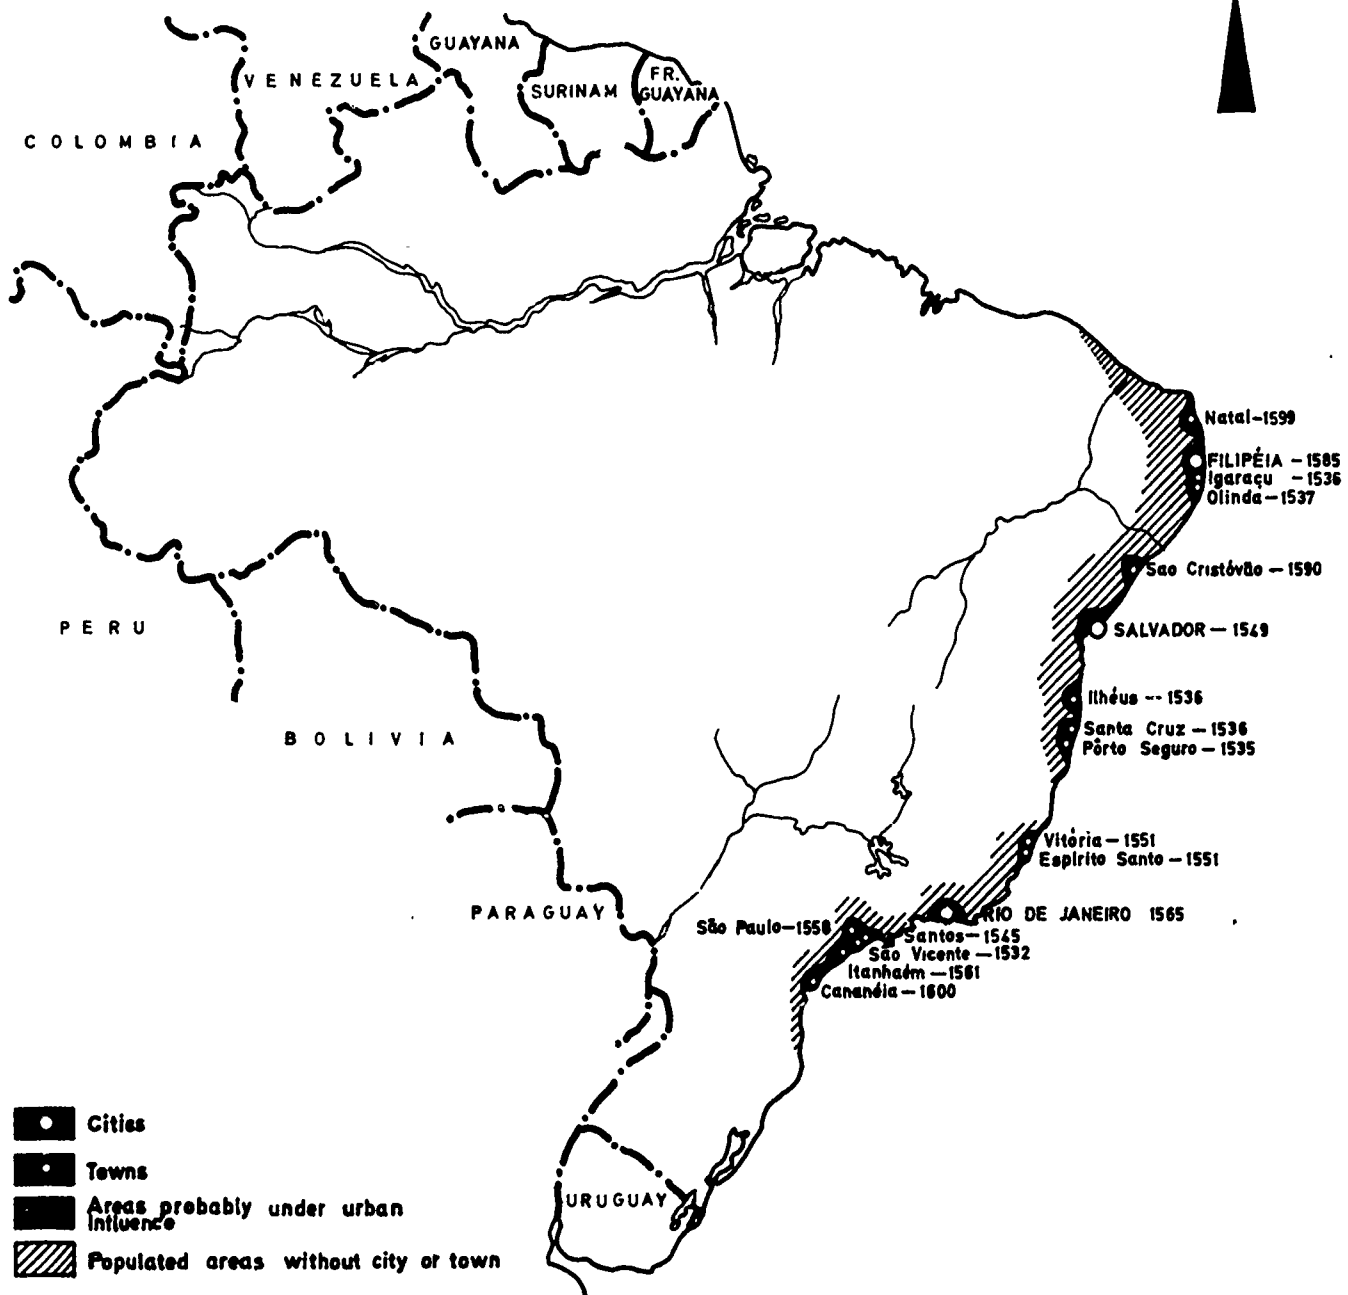 GUAYANA
VENEZUELA
SURINAM
FR.
GUAYANA
COLOMBIA
Natal-1599
FILIPÉIA - 1585
Igaraçu - 1536
Olinda-1537
Sao Cristóvão - 1590
PERU
SALVADOR - 1549
Ilhéus -- 1536
Santa Cruz - 1536
Pôrto Seguro - 1535
BOLIVIA
Vitória - 1551
Espírito Santo - 1551
PARAGUAY
RIO DE JANEIRO 1565
São Paulo-1558
Santos-1545
São Vicente - 1532
Itanhaém - 1561
Cananéia - 1600
Cities
Towns
Areas probably under urban
Influence
Populated areas without city or town
URUGUAY